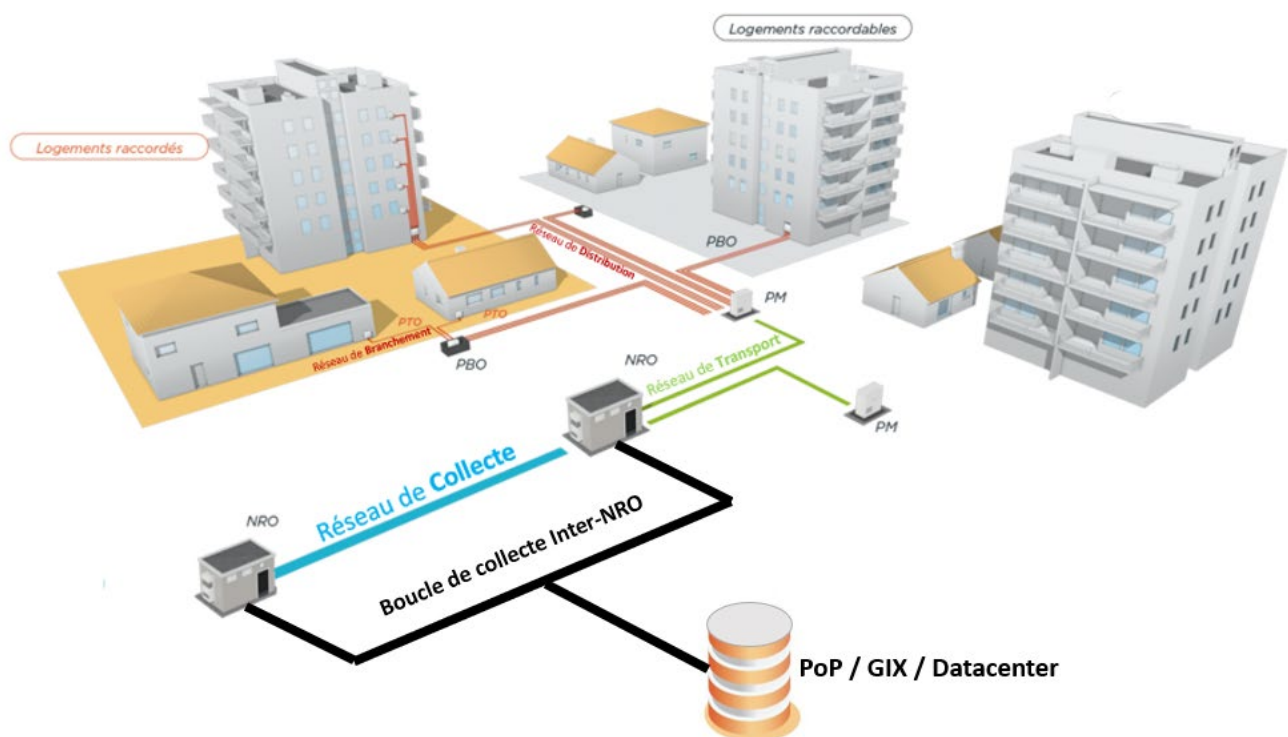 Logements raccordables
Logements raccordés
PBO
Réseau de Distribution
PM
PTO
PTO
Réseau de Branchement
PBO
NRO
Réseau de Transport
PM
Réseau de Collecte
NRO
Boucle de collecte Inter-NRO
PoP / GIX / Datacenter